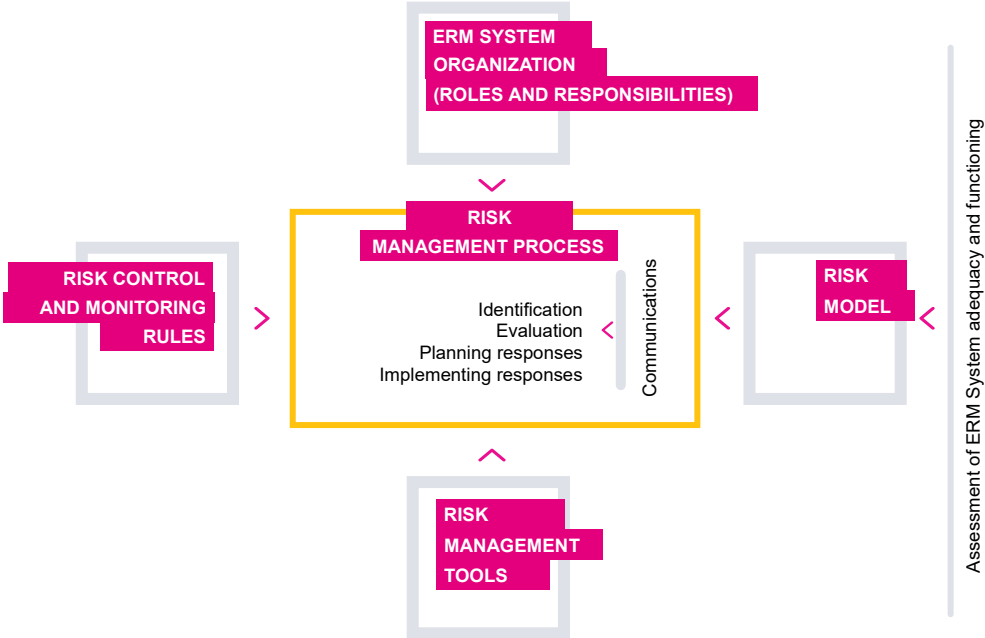 ERM SYSTEM
ORGANIZATION
(ROLES AND RESPONSIBILITIES)
RISK
MANAGEMENT PROCESS
RISK CONTROL
AND MONITORING
RULES
Identification
Evaluation
Planning responses
Implementing responses
Communications
RISK
MODEL
RISK
MANAGEMENT
TOOLS
Assessment of ERM System adequacy and functioning